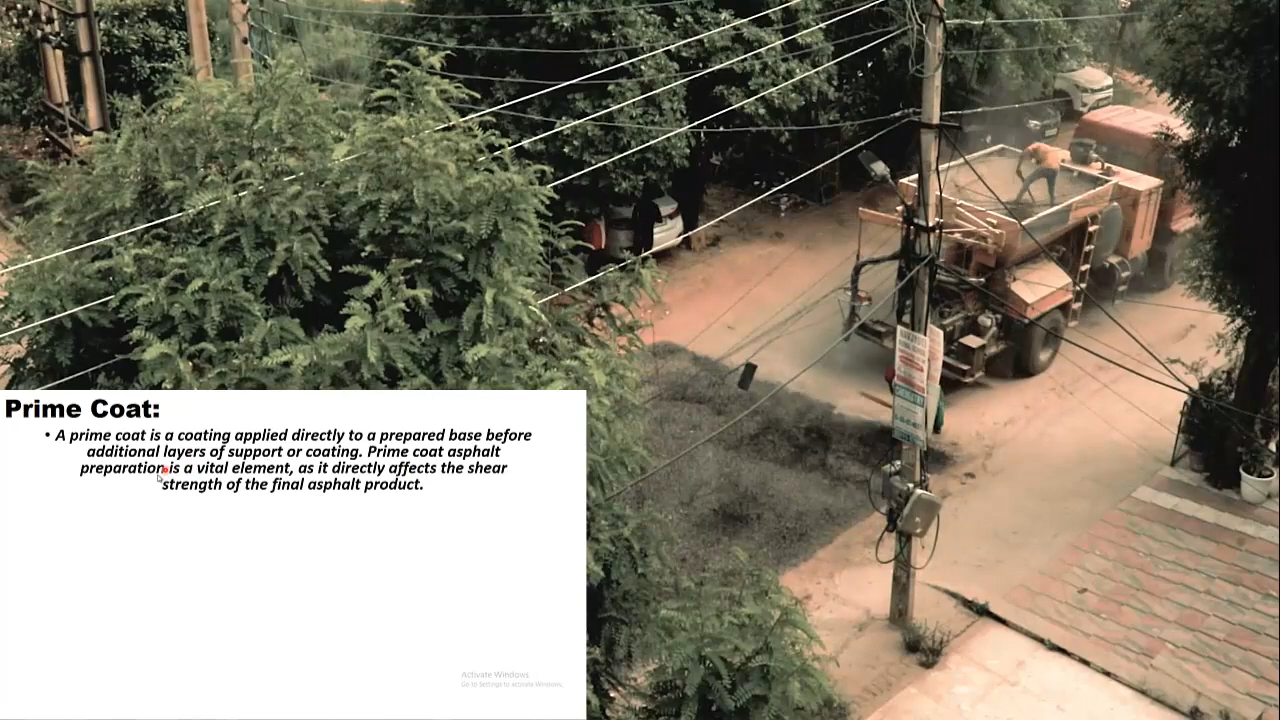 Prime Coat:
• A prime coat is a coating applied directly to a prepared base before
additional layers of support or coating. Prime coat asphalt
preparation is a vital element, as it directly affects the shear
strength of the final asphalt product.
Activate Windows
Go to Settings to activate Windows.